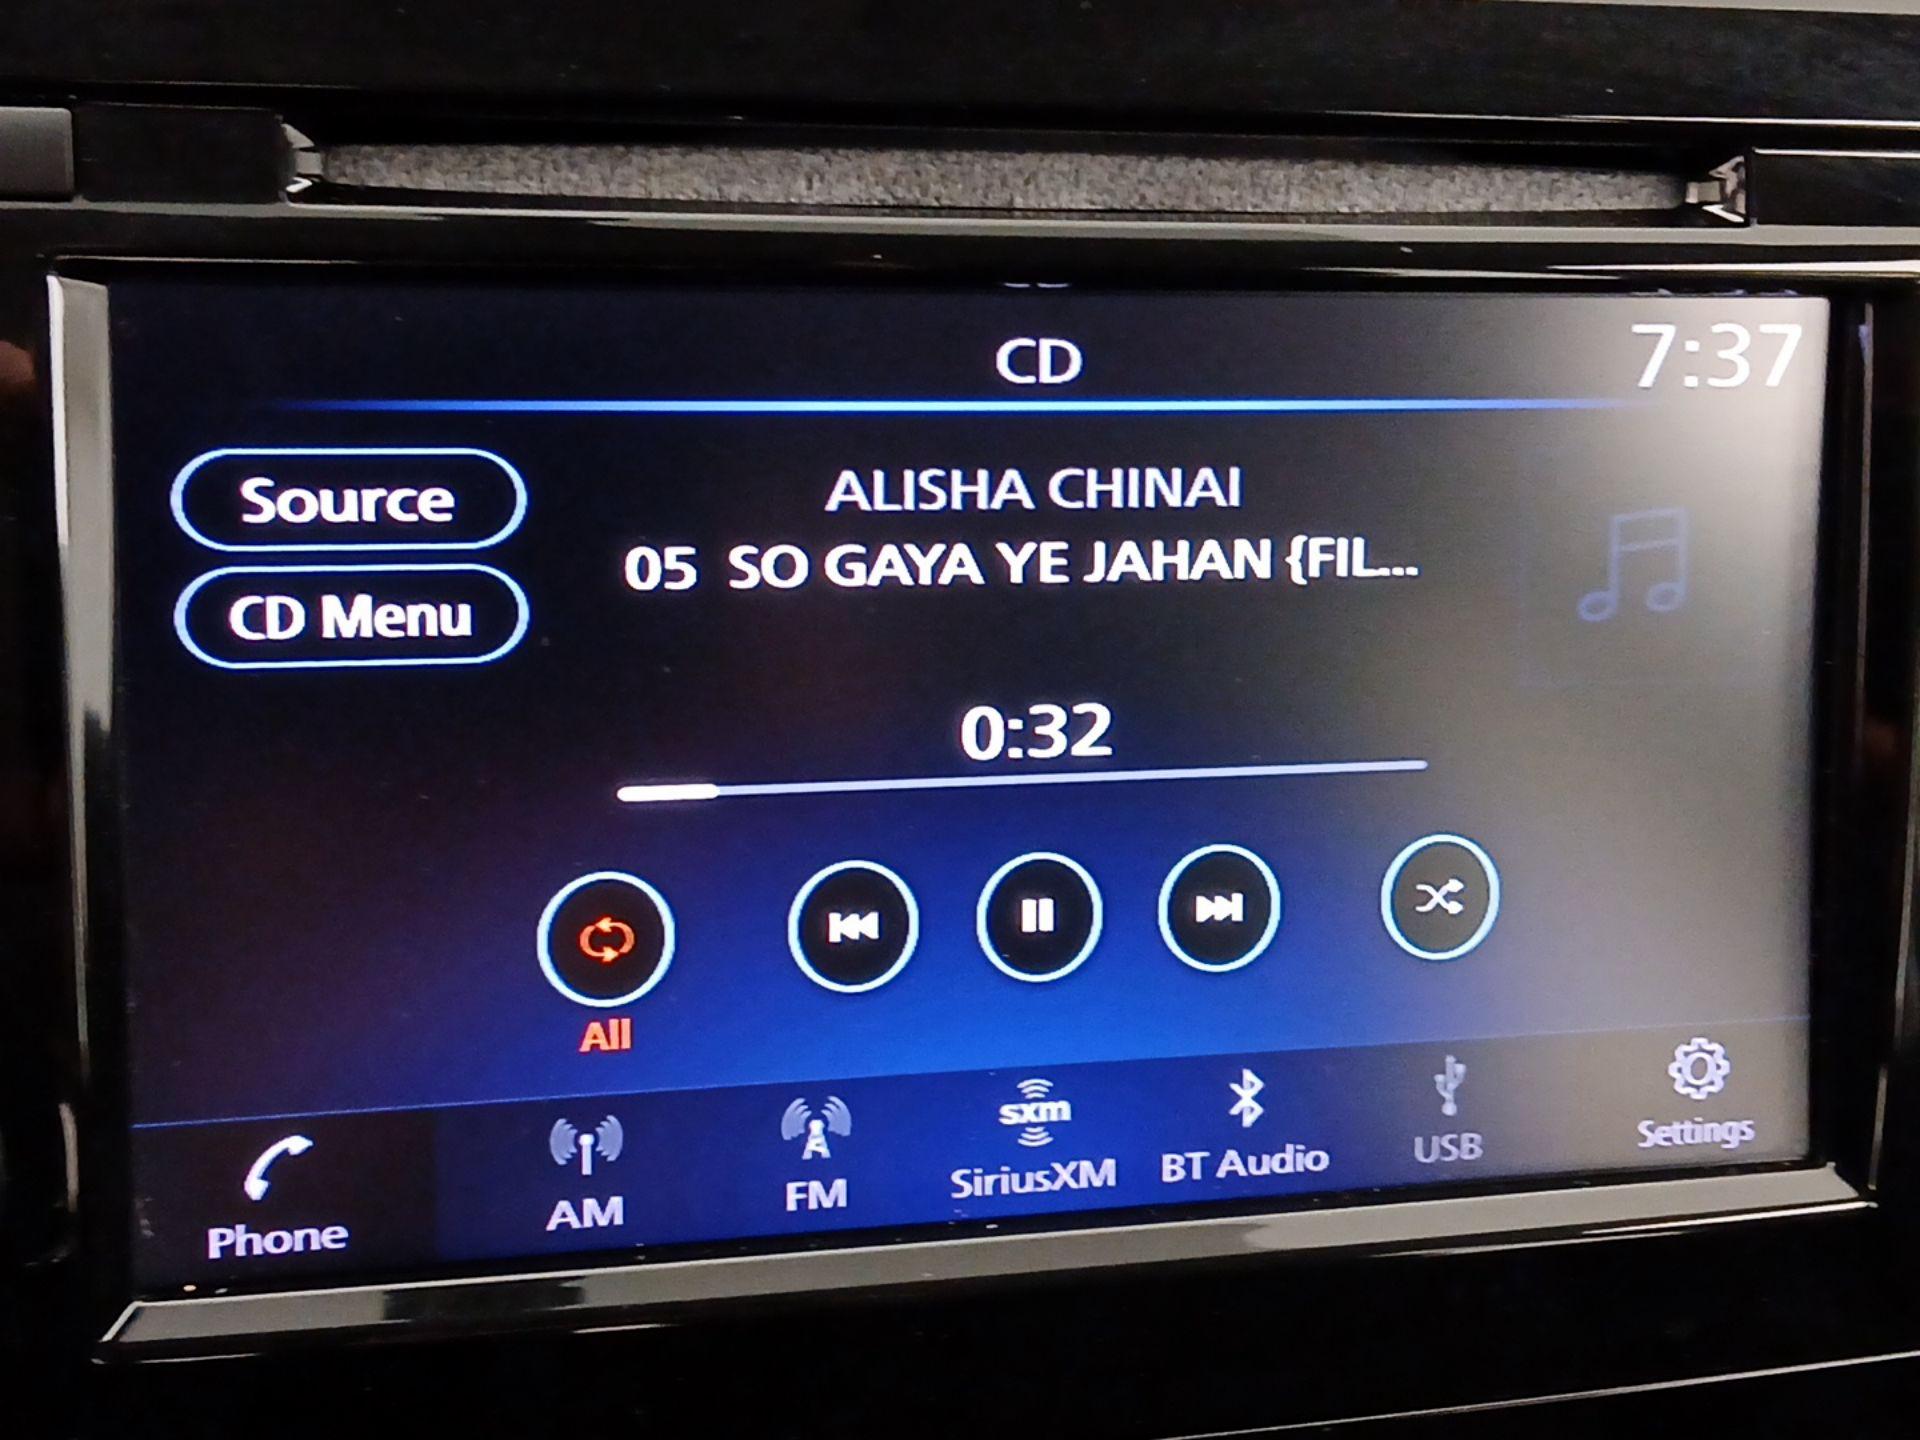 CD
7:37
Source
ALISHA CHINAI
05 SO GAYA YE JAHAN {FIL...
CD Menu
0:32
All
sxm
Phone
AM
FM
SiriusXM
BT Audio
USB
Settings